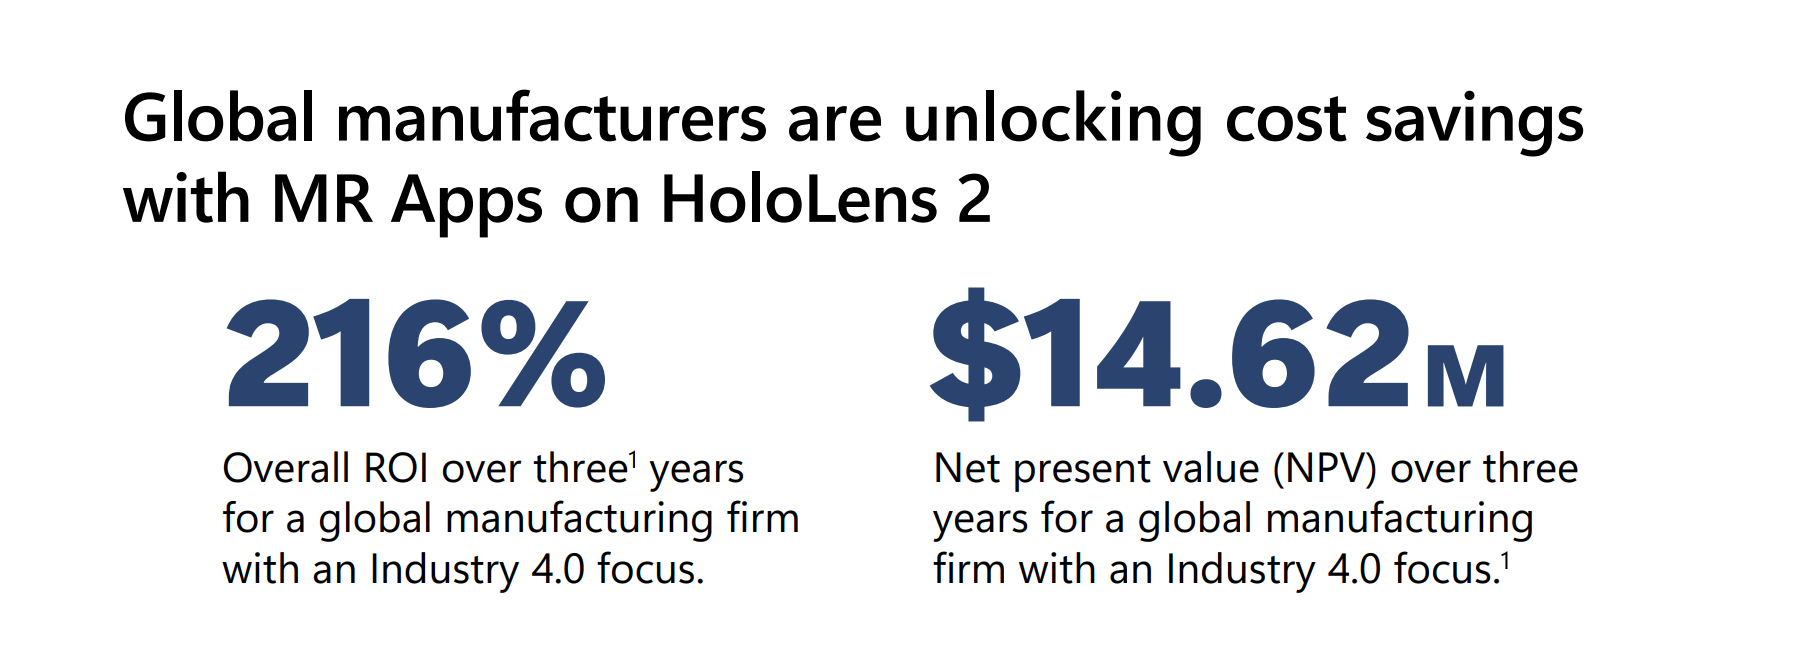 Global manufacturers are unlocking cost savings
with MR Apps on HoloLens 2
216%
Overall ROI over three¹ years
for a global manufacturing firm
with an Industry 4.0 focus.
$14.62M
Net present value (NPV) over three
years for a global manufacturing
firm with an Industry 4.0 focus.¹